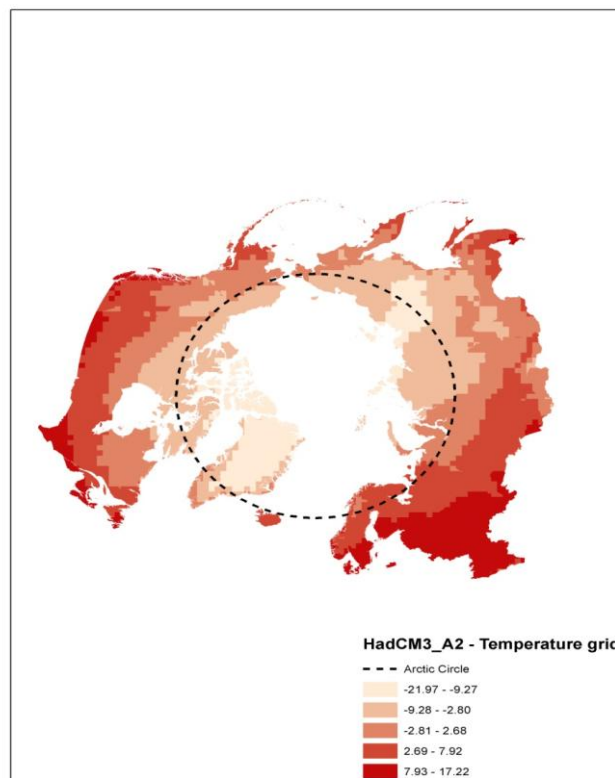 HadCM3_A2 - Temperature grid
Arctic Circle
-21.97 - -9.27
-9.28 - -2.80
-2.81 - 2.68
2.69 - 7.92
7.93 - 17.22